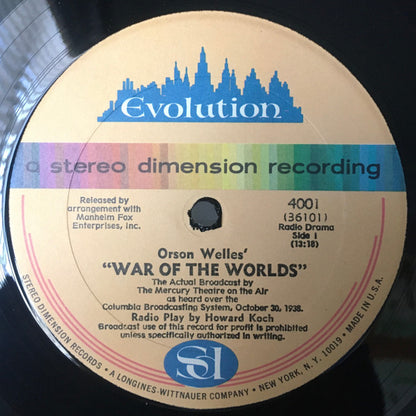 Evolution
a stereo dimension recording
Released by
arrangement with
Manheim Fox
Enterprises, Inc.
4001
(36101)
Radio Drama
Side 1
(13:18)
Orson Welles'
"WAR OF THE WORLDS"
The Actual Broadcast by
The Mercury Theatre on the Air
as heard over the
Columbia Broadcasting System, October 30, 1938.
Radio Play by Howard Koch
Broadcast use of this record for profit is prohibited
unless specifically authorized in writing.
sd
STEREO DIMENSION RECORDS • A LONGINES-WITTNAUER COMPANY • NEW YORK, N. Y. 10019 • MADE IN U.S.A.